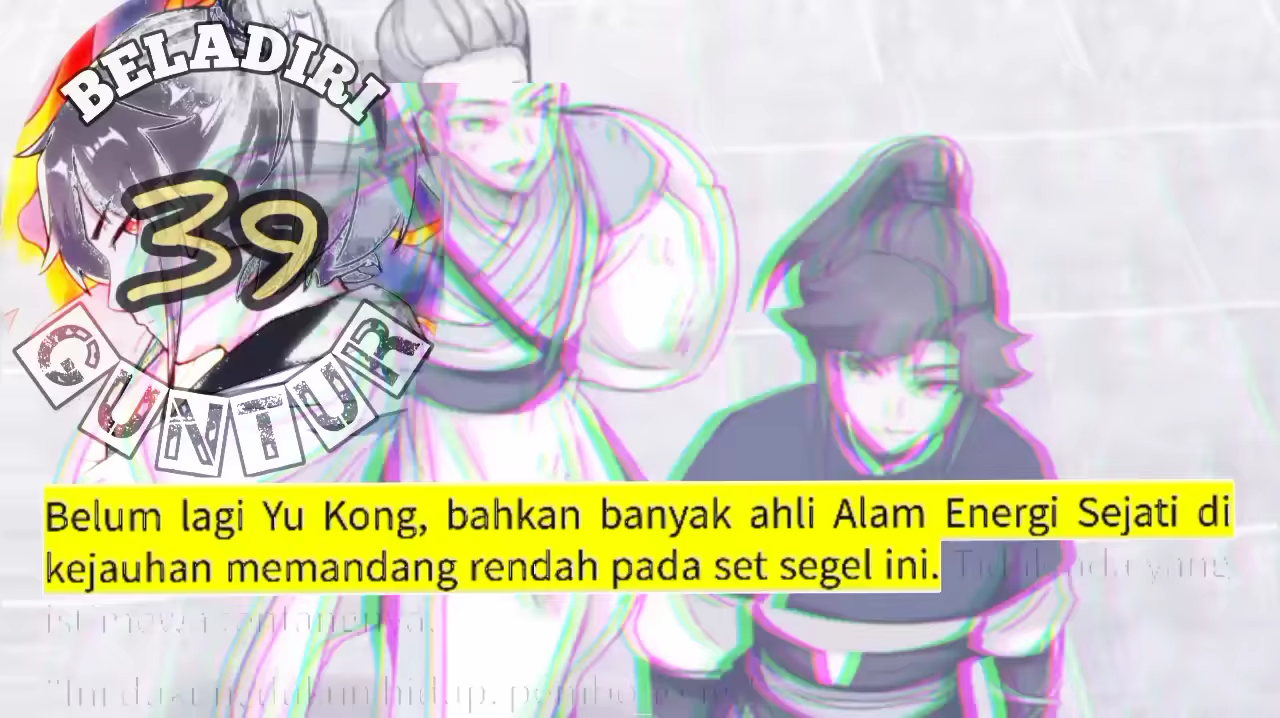 BELADIRI
39
GUNTUR
Belum lagi Yu Kong, bahkan banyak ahli Alam Energi Sejati di
kejauhan memandang rendah pada set segel ini.